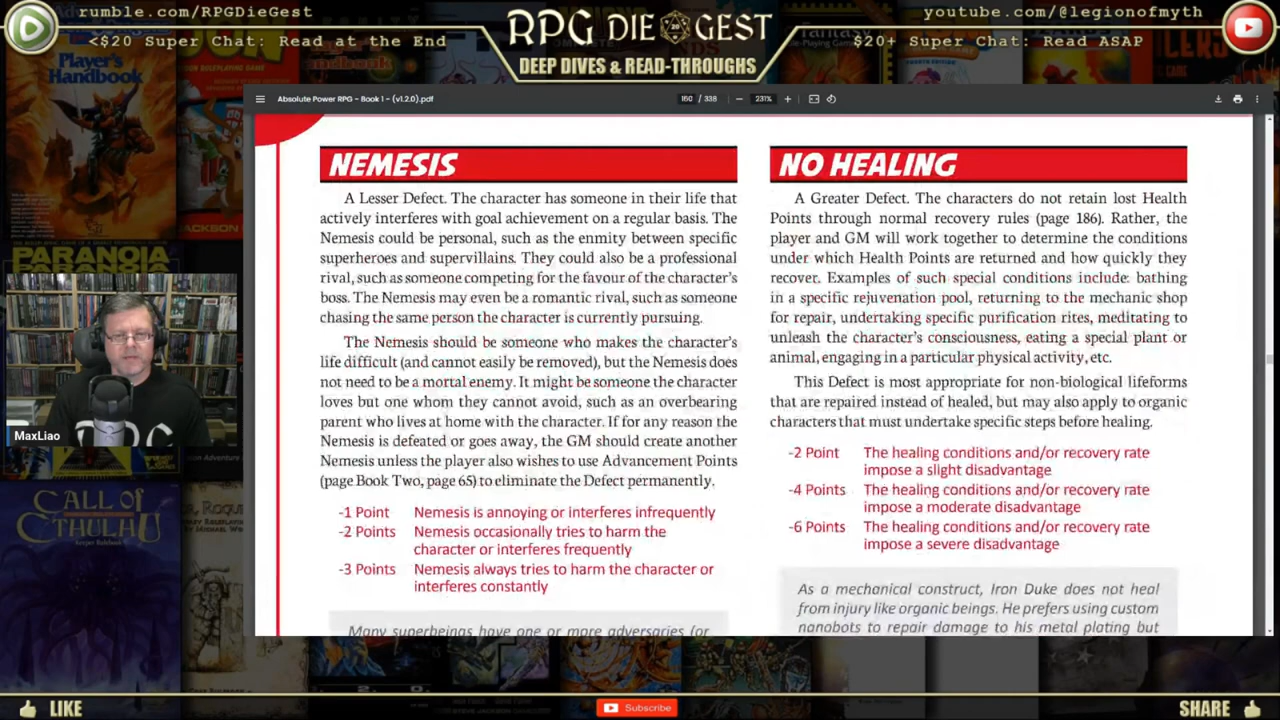 rumble.com/RPGDieGest
<$20 Super Chat: Read at the End
RPG DIE GEST
DEEP DIVES & READ-THROUGHS
youtube.com/@legionofmyth
$20+ Super Chat: Read ASAP
Player's
Handbook
PARANOIA
JACKSON
CALL OF
CTHULHU
MaxLiao
Absolute Power RPG - Book 1 - (v1.2.0).pdf
160 / 338
231%
NEMESIS
A Lesser Defect. The character has someone in their life that
actively interferes with goal achievement on a regular basis. The
Nemesis could be personal, such as the enmity between specific
superheroes and supervillains. They could also be a professional
rival, such as someone competing for the favour of the character's
boss. The Nemesis may even be a romantic rival, such as someone
chasing the same person the character is currently pursuing.
The Nemesis should be someone who makes the character's
life difficult (and cannot easily be removed), but the Nemesis does
not need to be a mortal enemy. It might be someone the character
loves but one whom they cannot avoid, such as an overbearing
parent who lives at home with the character. If for any reason the
Nemesis is defeated or goes away, the GM should create another
Nemesis unless the player also wishes to use Advancement Points
(page Book Two, page 65) to eliminate the Defect permanently.
-1 Point Nemesis is annoying or interferes infrequently
-2 Points Nemesis occasionally tries to harm the
character or interferes frequently
-3 Points Nemesis always tries to harm the character or
interferes constantly
Many superbeings have one or more adversaries (or
NO HEALING
A Greater Defect. The characters do not retain lost Health
Points through normal recovery rules (page 186). Rather, the
player and GM will work together to determine the conditions
under which Health Points are returned and how quickly they
recover. Examples of such special conditions include: bathing
in a specific rejuvenation pool, returning to the mechanic shop
for repair, undertaking specific purification rites, meditating to
unleash the character's consciousness, eating a special plant or
animal, engaging in a particular physical activity, etc.
This Defect is most appropriate for non-biological lifeforms
that are repaired instead of healed, but may also apply to organic
characters that must undertake specific steps before healing.
-2 Point The healing conditions and/or recovery rate
impose a slight disadvantage
-4 Points The healing conditions and/or recovery rate
impose a moderate disadvantage
-6 Points The healing conditions and/or recovery rate
impose a severe disadvantage
As a mechanical construct, Iron Duke does not heal
from injury like organic beings. He prefers using custom
nanobots to repair damage to his metal plating but
LIKE
Subscribe
SHARE